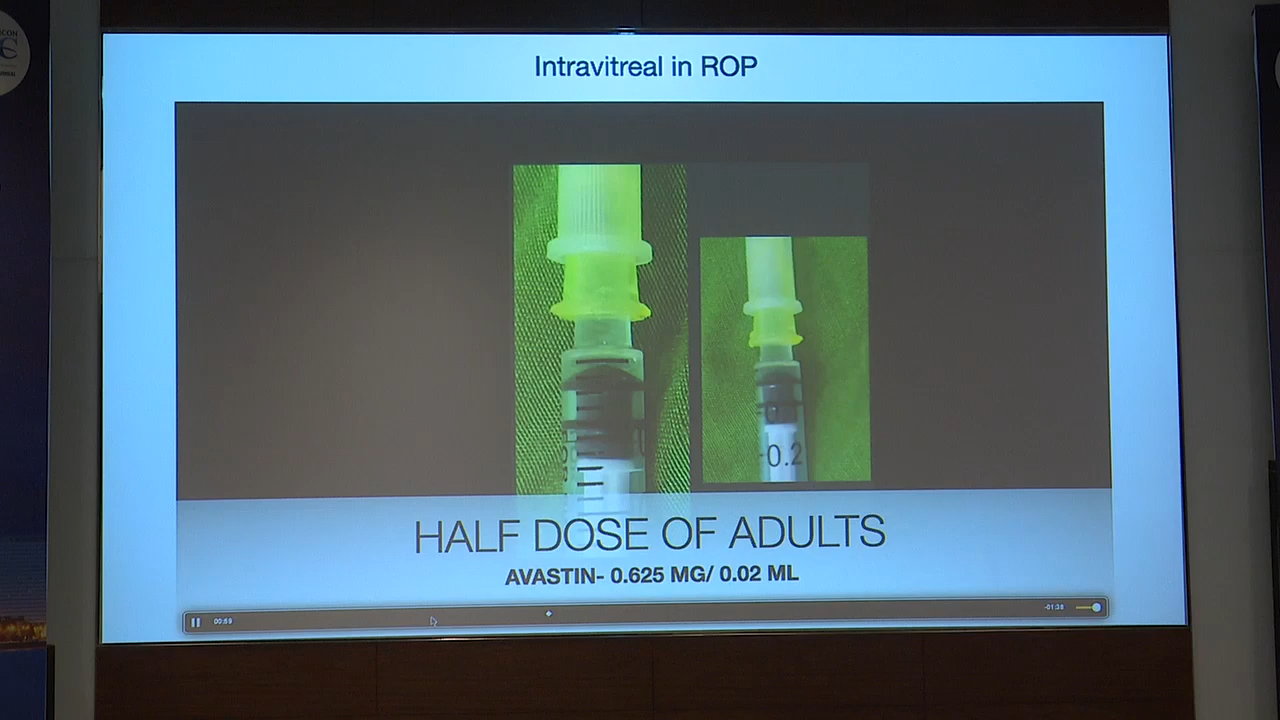 Intravitreal in ROP
-0.2
HALF DOSE OF ADULTS
AVASTIN- 0.625 MG/ 0.02 ML
00:59
-01:38